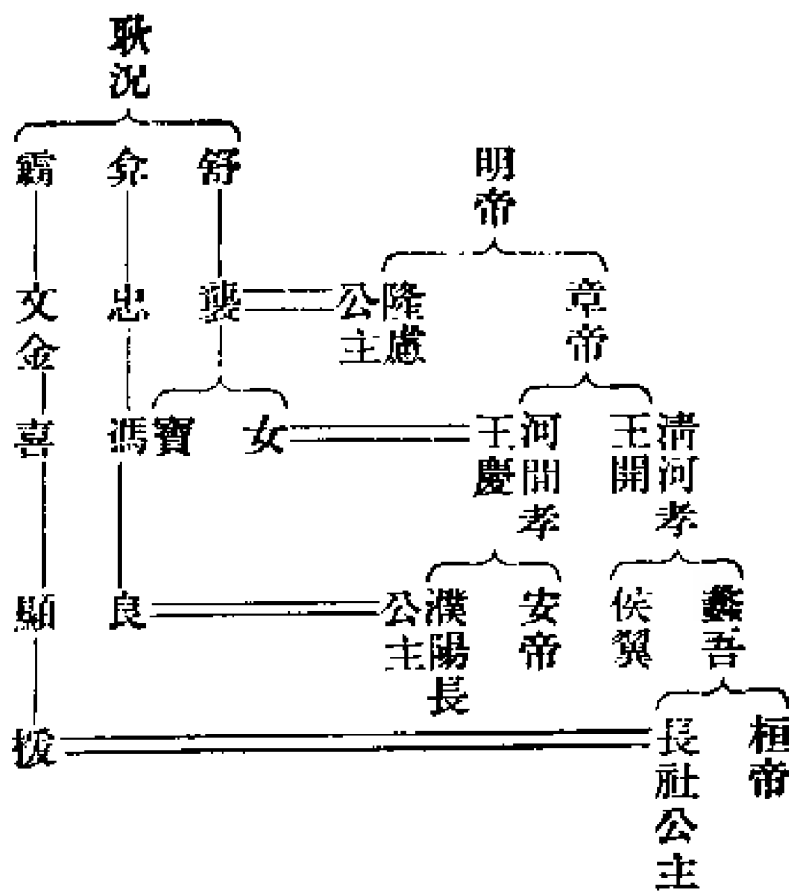 耿況
霸
弇
舒
明帝
文金
忠
襲
隆慮公主
章帝
喜
馮
寶
女
河間孝王慶
清河孝王開
顯
良
濮陽長公主
安帝
蠡吾侯翼
援
長社公主
桓帝